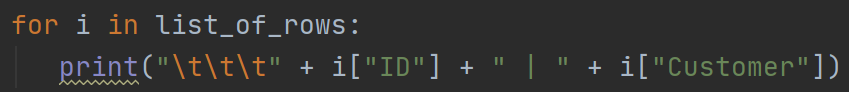 for i in list_of_rows:
print("\t\t\t" + i["ID"] + " | " + i["Customer"])